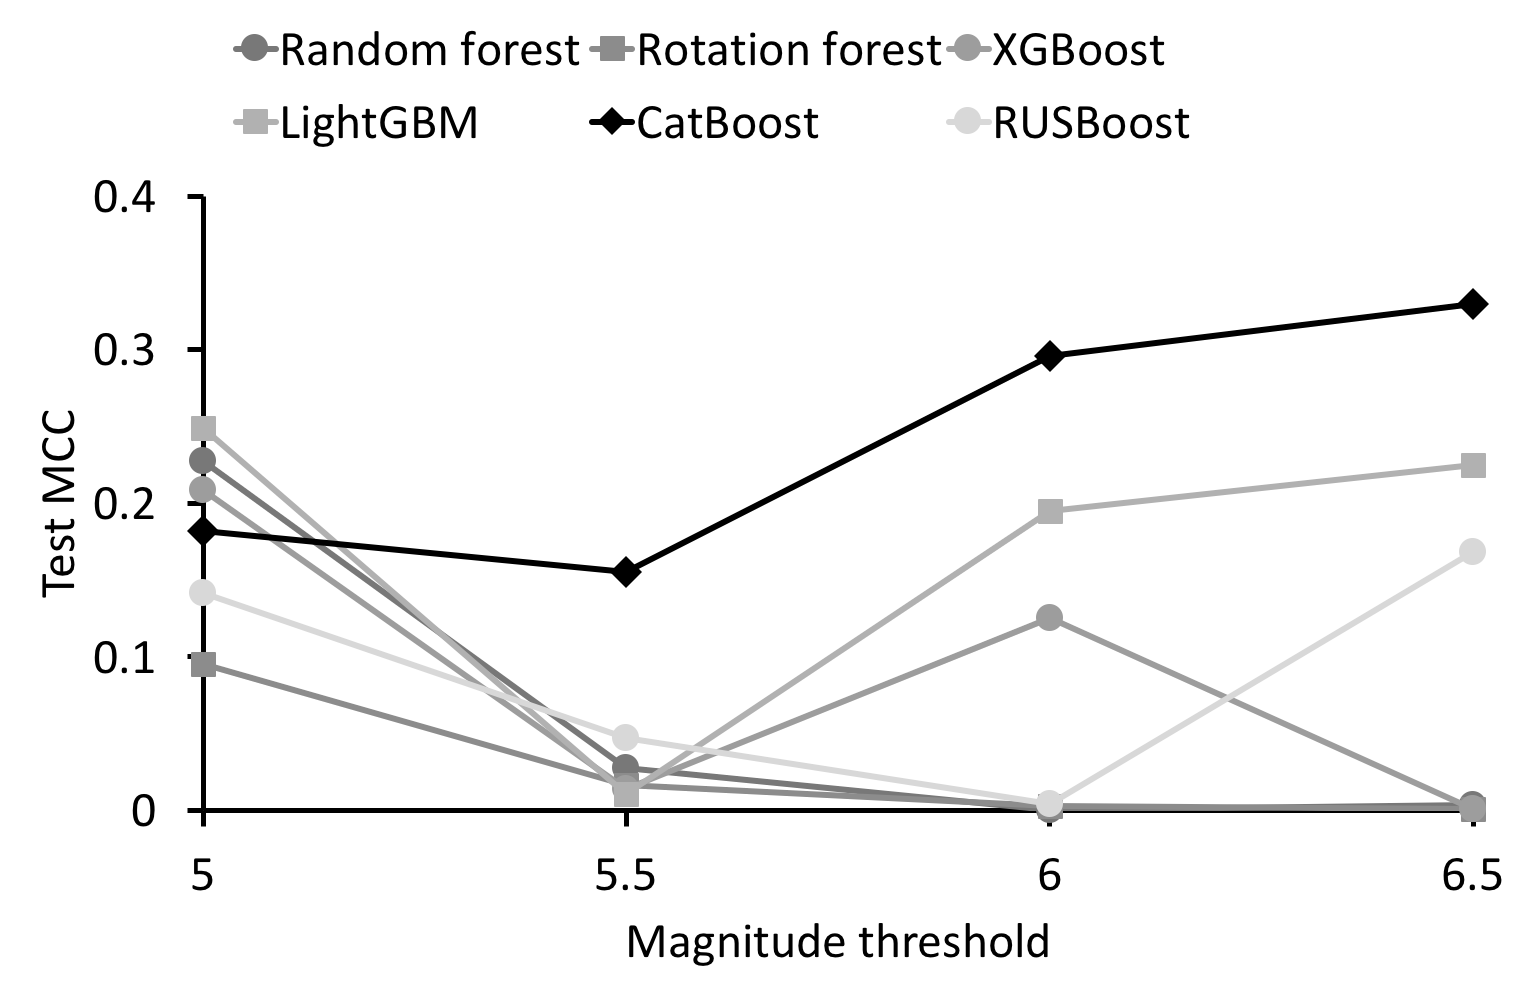 Random forest Rotation forest XGBoost
LightGBM CatBoost RUSBoost
0.4
0.3
0.2
0.1
0
Test MCC
5 5.5 6 6.5
Magnitude threshold